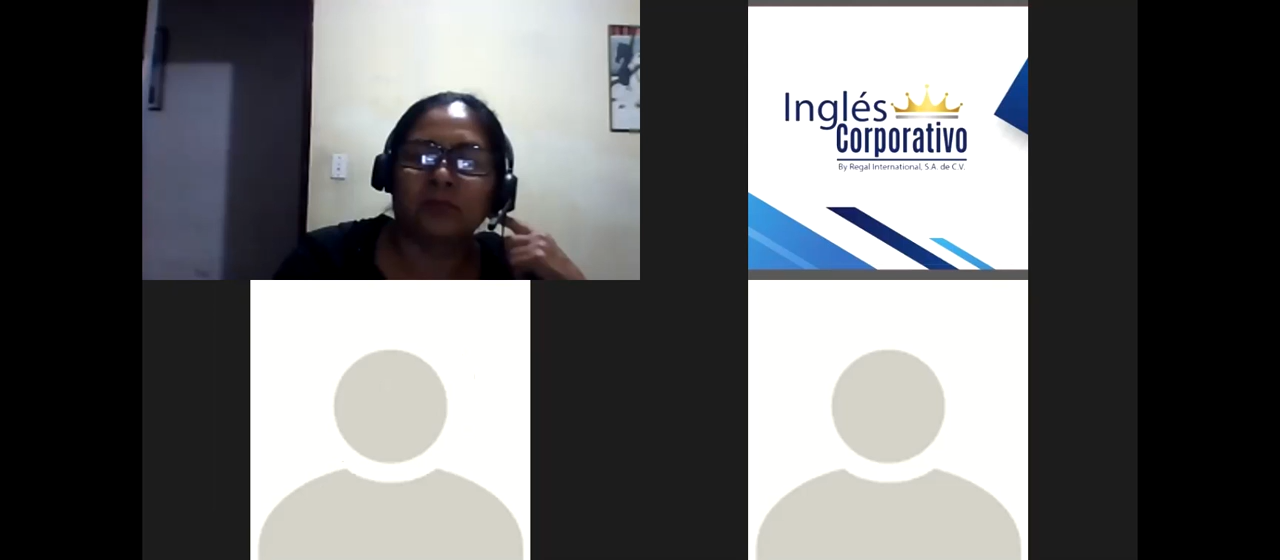 Inglés
Corporativo
By Regal International, S.A. de C.V.